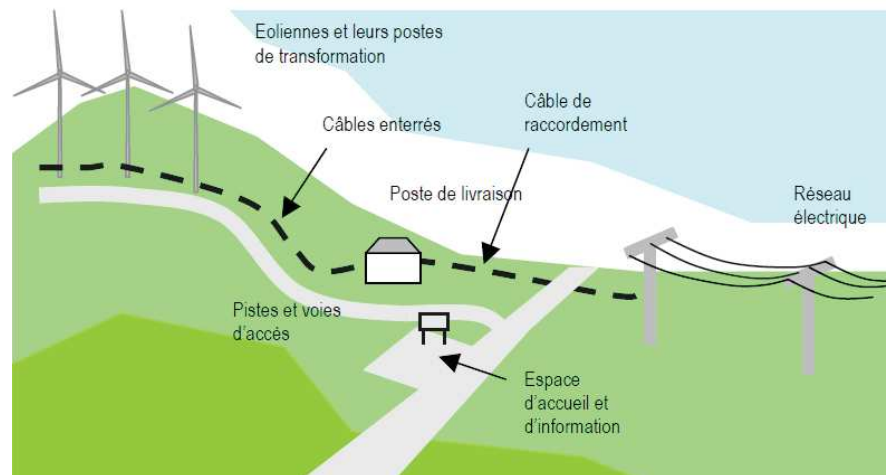 Eoliennes et leurs postes
de transformation
Câbles enterrés
Câble de
raccordement
Poste de livraison
Réseau
électrique
Pistes et voies
d'accès
Espace
d'accueil et
d'information